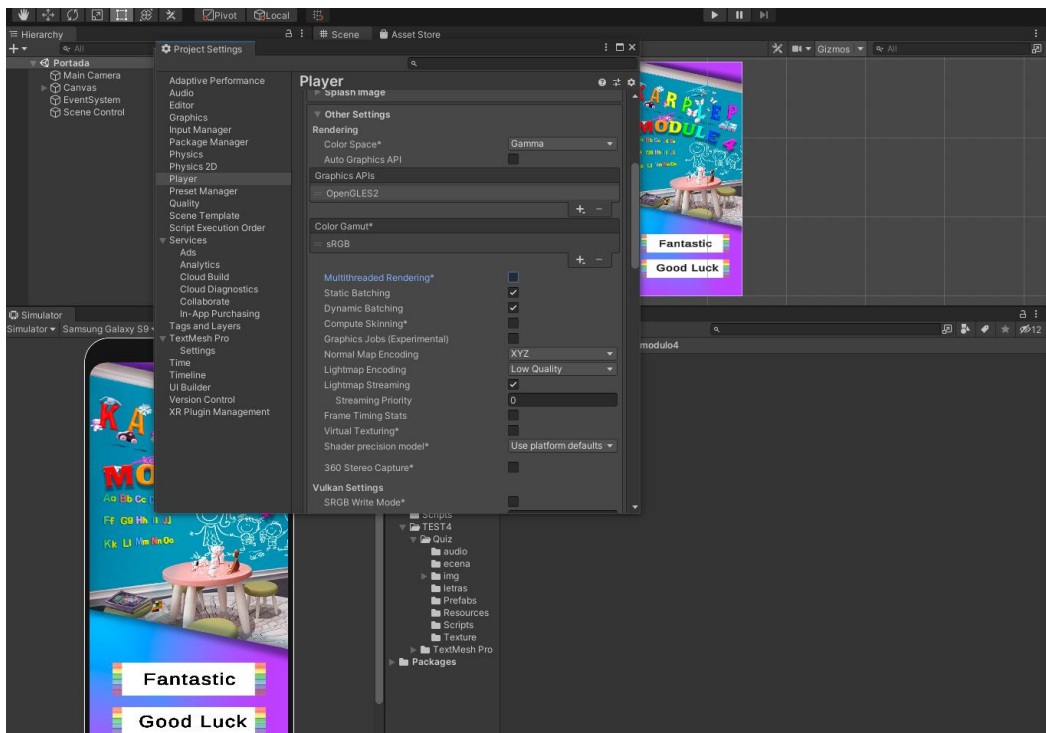 Pivot Local
Hierarchy
All
Portada
Main Camera
Canvas
EventSystem
Scene Control
Scene Asset Store
Gizmos All
Project Settings
Adaptive Performance
Audio
Editor
Graphics
Input Manager
Package Manager
Physics
Physics 2D
Player
Preset Manager
Quality
Scene Template
Script Execution Order
Services
Ads
Analytics
Cloud Build
Cloud Diagnostics
Collaborate
In-App Purchasing
Tags and Layers
TextMesh Pro
Settings
Time
Timeline
UI Builder
Version Control
XR Plugin Management
Player
Splash Image
Other Settings
Rendering
Color Space* Gamma
Auto Graphics API
Graphics APIs
OpenGLES2
Color Gamut*
sRGB
Multithreaded Rendering*
Static Batching
Dynamic Batching
Compute Skinning*
Graphics Jobs (Experimental)
Normal Map Encoding XYZ
Lightmap Encoding Low Quality
Lightmap Streaming
Streaming Priority 0
Frame Timing Stats
Virtual Texturing*
Shader precision model* Use platform defaults
360 Stereo Capture*
Vulkan Settings
SRGB Write Mode*
MODULE 4
Fantastic
Good Luck
12
modulo4
Simulator
Simulator Samsung Galaxy S9
KA
MO
Aa Bb Cc
Ff Gg Hh Ii Jj
Kk Ll Mm Nn Oo
Fantastic
Good Luck
Scripts
TEST4
Quiz
audio
ecena
img
letras
Prefabs
Resources
Scripts
Texture
TextMesh Pro
Packages